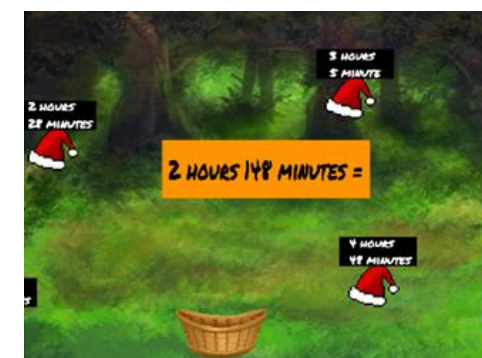 3 HOURS
5 MINUTE
2 HOURS
28 MINUTES
2 HOURS 148 MINUTES =
4 HOURS
48 MINUTES